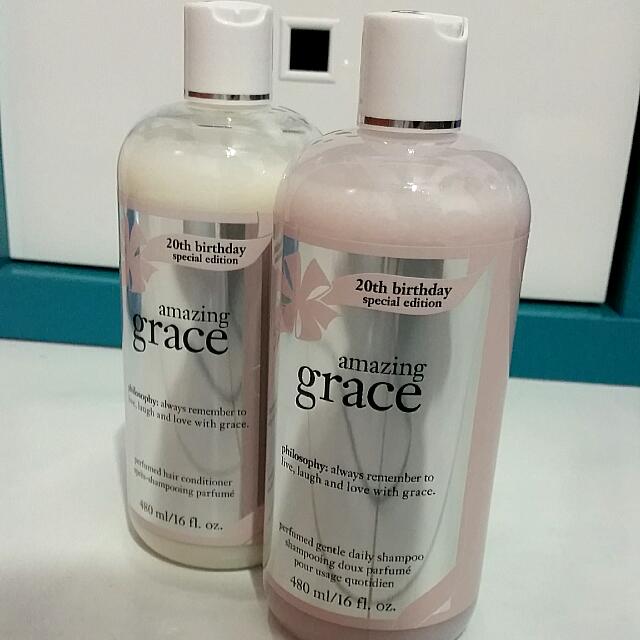 20th birthday
special edition
amazing
grace
philosophy: always remember to
live, laugh and love with grace.
perfumed hair conditioner
après-shampooing parfumé
480 ml/16 fl. oz.
20th birthday
special edition
amazing
grace
philosophy: always remember to
live, laugh and love with grace.
perfumed gentle daily shampoo
shampooing doux parfumé
pour usage quotidien
480 ml/16 fl. oz.